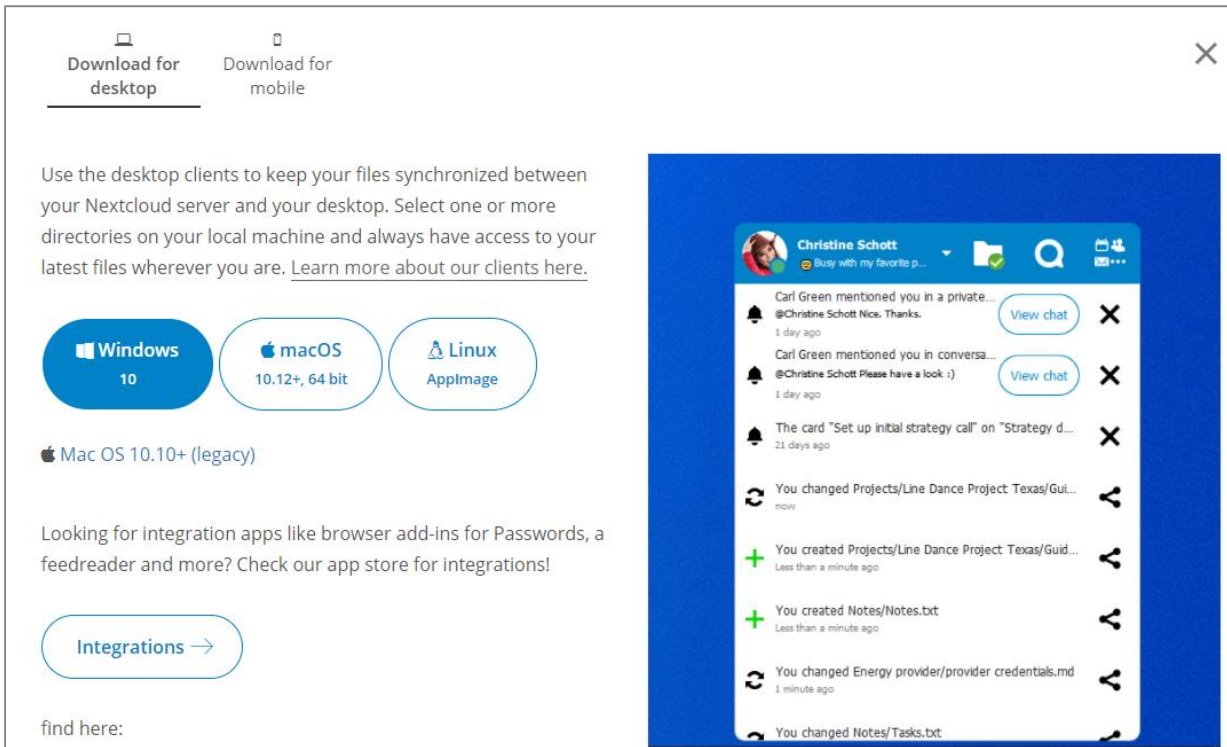 Download for
desktop
Download for
mobile
Use the desktop clients to keep your files synchronized between
your Nextcloud server and your desktop. Select one or more
directories on your local machine and always have access to your
latest files wherever you are. Learn more about our clients here.
Windows
10
macOS
10.12+, 64 bit
Linux
AppImage
Mac OS 10.10+ (legacy)
Looking for integration apps like browser add-ins for Passwords, a
feedreader and more? Check our app store for integrations!
Integrations →
find here:
Christine Schott
Busy with my favorite p...
Carl Green mentioned you in a private...
@Christine Schott Nice. Thanks.
1 day ago
View chat
Carl Green mentioned you in conversa...
@Christine Schott Please have a look :)
1 day ago
View chat
The card "Set up initial strategy call" on "Strategy d...
21 days ago
You changed Projects/Line Dance Project Texas/Gui...
now
You created Projects/Line Dance Project Texas/Guid...
Less than a minute ago
You created Notes/Notes.txt
Less than a minute ago
You changed Energy provider/provider credentials.md
1 minute ago
You changed Notes/Tasks.txt